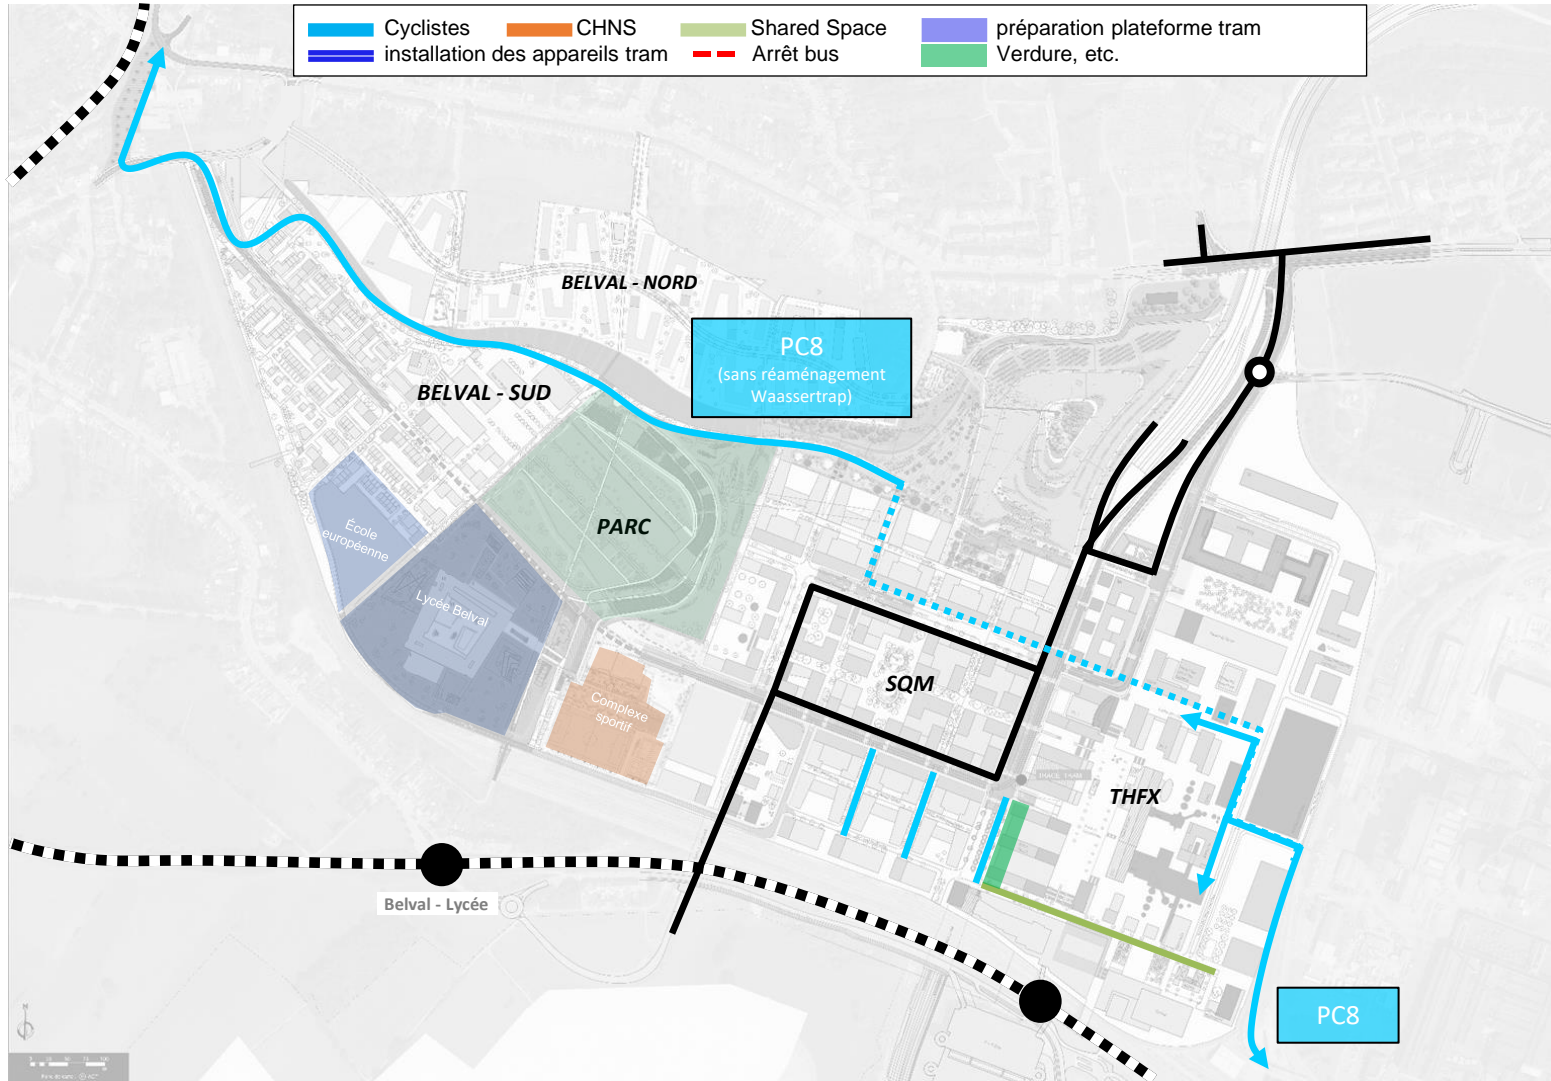 Cyclistes
CHNS
Shared Space
préparation plateforme tram
installation des appareils tram
Arrêt bus
Verdure, etc.
BELVAL - NORD
PC8
(sans réaménagement
Waassertrap)
BELVAL - SUD
PARC
École
européenne
Lycée Belval
Complexe
sportif
SQM
THFX
Belval - Lycée
PC8
N